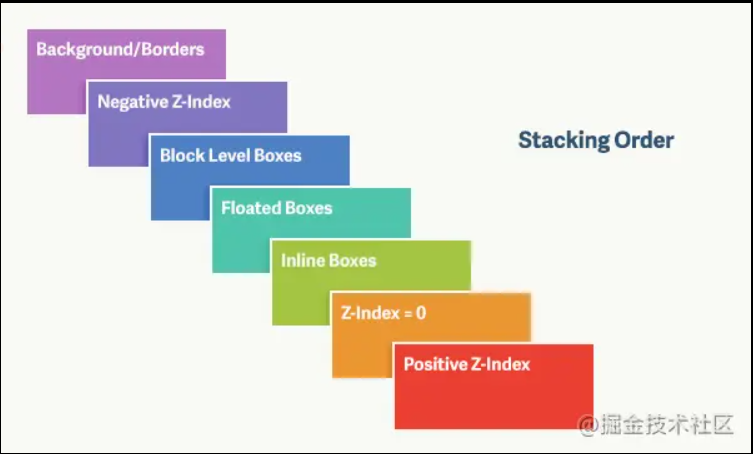 Background/Borders
Negative Z-Index
Stacking Order
Block Level Boxes
Floated Boxes
Inline Boxes
Z-Index = 0
Positive Z-Index
@掘金技术社区